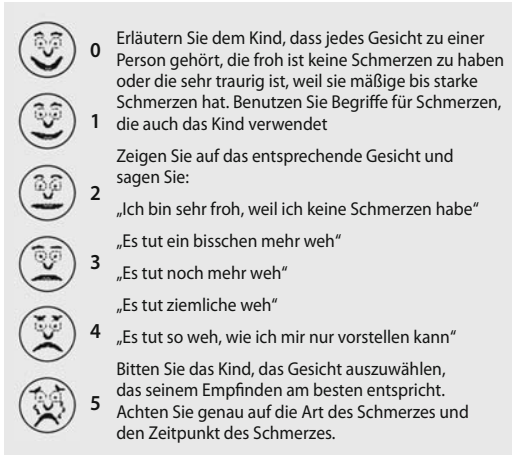 0
Erläutern Sie dem Kind, dass jedes Gesicht zu einer
Person gehört, die froh ist keine Schmerzen zu haben
oder die sehr traurig ist, weil sie mäßige bis starke
Schmerzen hat. Benutzen Sie Begriffe für Schmerzen,
1
die auch das Kind verwendet
Zeigen Sie auf das entsprechende Gesicht und
sagen Sie:
2
„Ich bin sehr froh, weil ich keine Schmerzen habe“
„Es tut ein bisschen mehr weh“
3
„Es tut noch mehr weh“
„Es tut ziemliche weh“
4
„Es tut so weh, wie ich mir nur vorstellen kann“
Bitten Sie das Kind, das Gesicht auszuwählen,
das seinem Empfinden am besten entspricht.
5
Achten Sie genau auf die Art des Schmerzes und
den Zeitpunkt des Schmerzes.